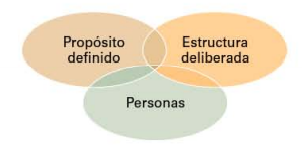 Propósito
definido
Estructura
deliberada
Personas